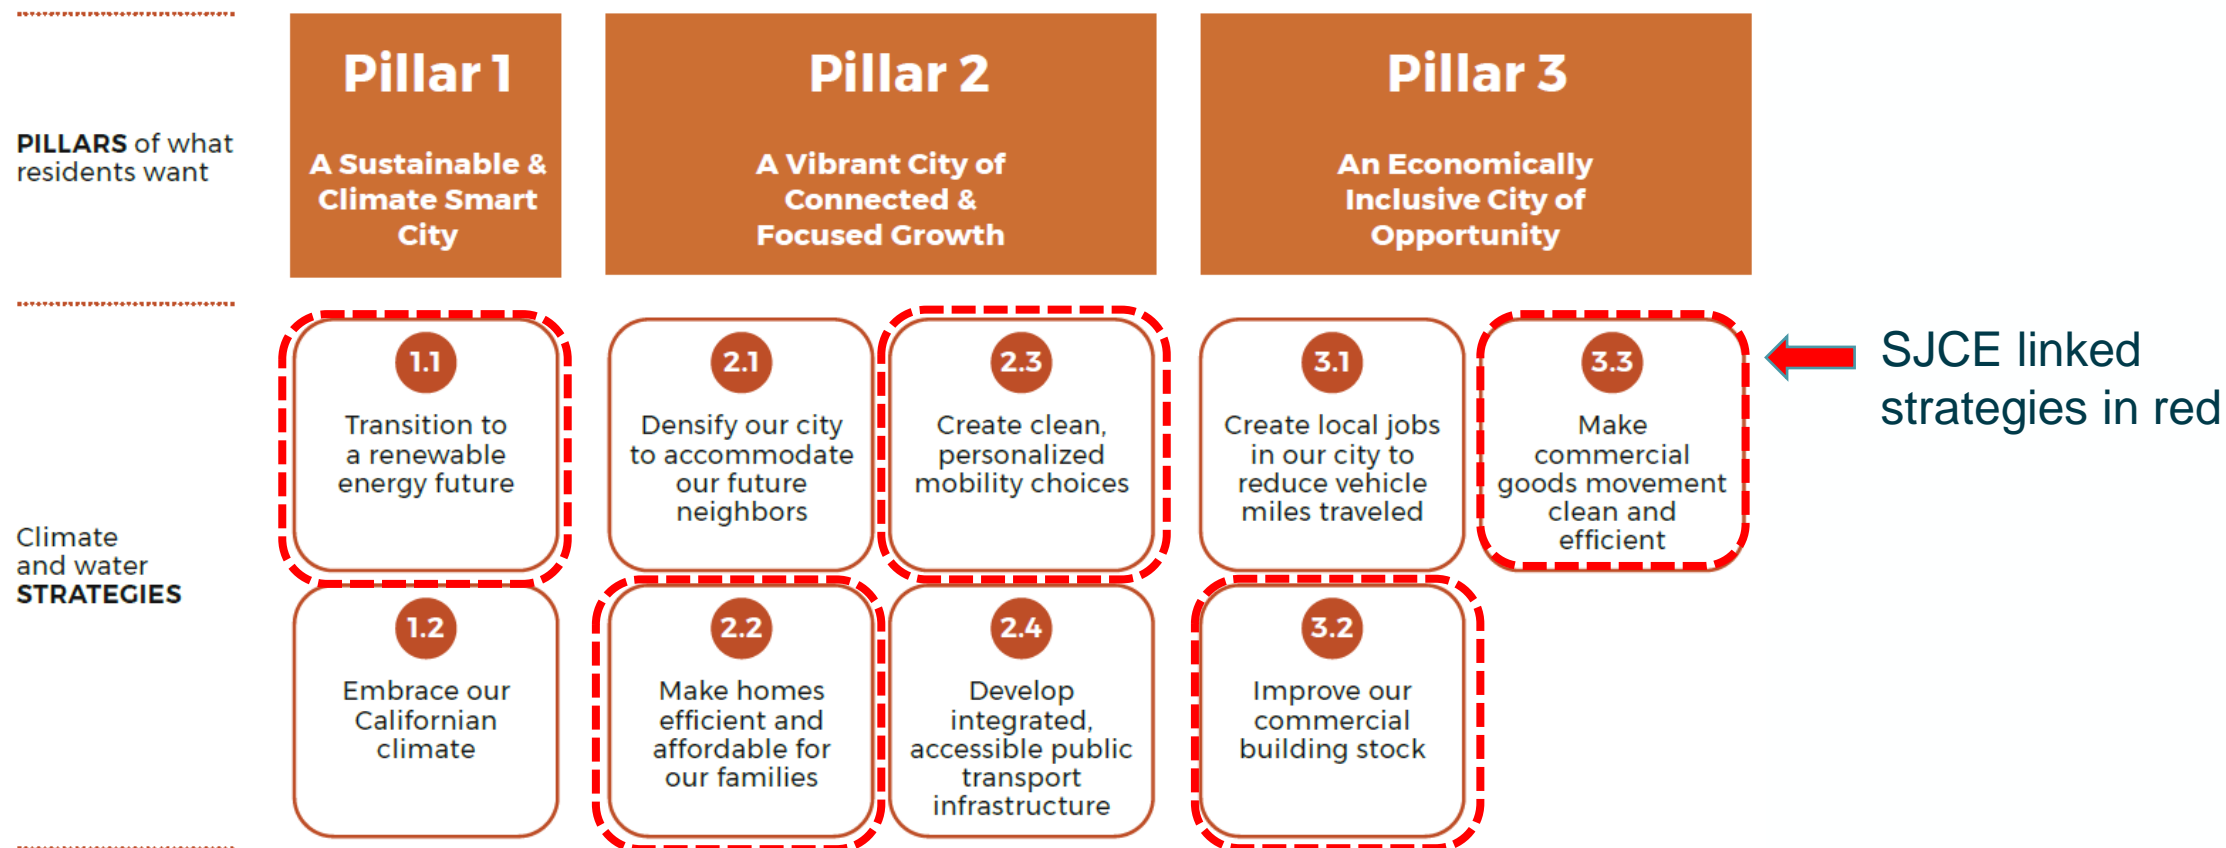 PILLARS of what
residents want
Pillar 1
A Sustainable &
Climate Smart
City
Pillar 2
A Vibrant City of
Connected &
Focused Growth
Pillar 3
An Economically
Inclusive City of
Opportunity
Climate
and water
STRATEGIES
1.1
Transition to
a renewable
energy future
1.2
Embrace our
Californian
climate
2.1
Densify our city
to accommodate
our future
neighbors
2.2
Make homes
efficient and
affordable for
our families
2.3
Create clean,
personalized
mobility choices
2.4
Develop
integrated,
accessible public
transport
infrastructure
3.1
Create local jobs
in our city to
reduce vehicle
miles traveled
3.2
Improve our
commercial
building stock
3.3
Make
commercial
goods movement
clean and
efficient
SJCE linked
strategies in red